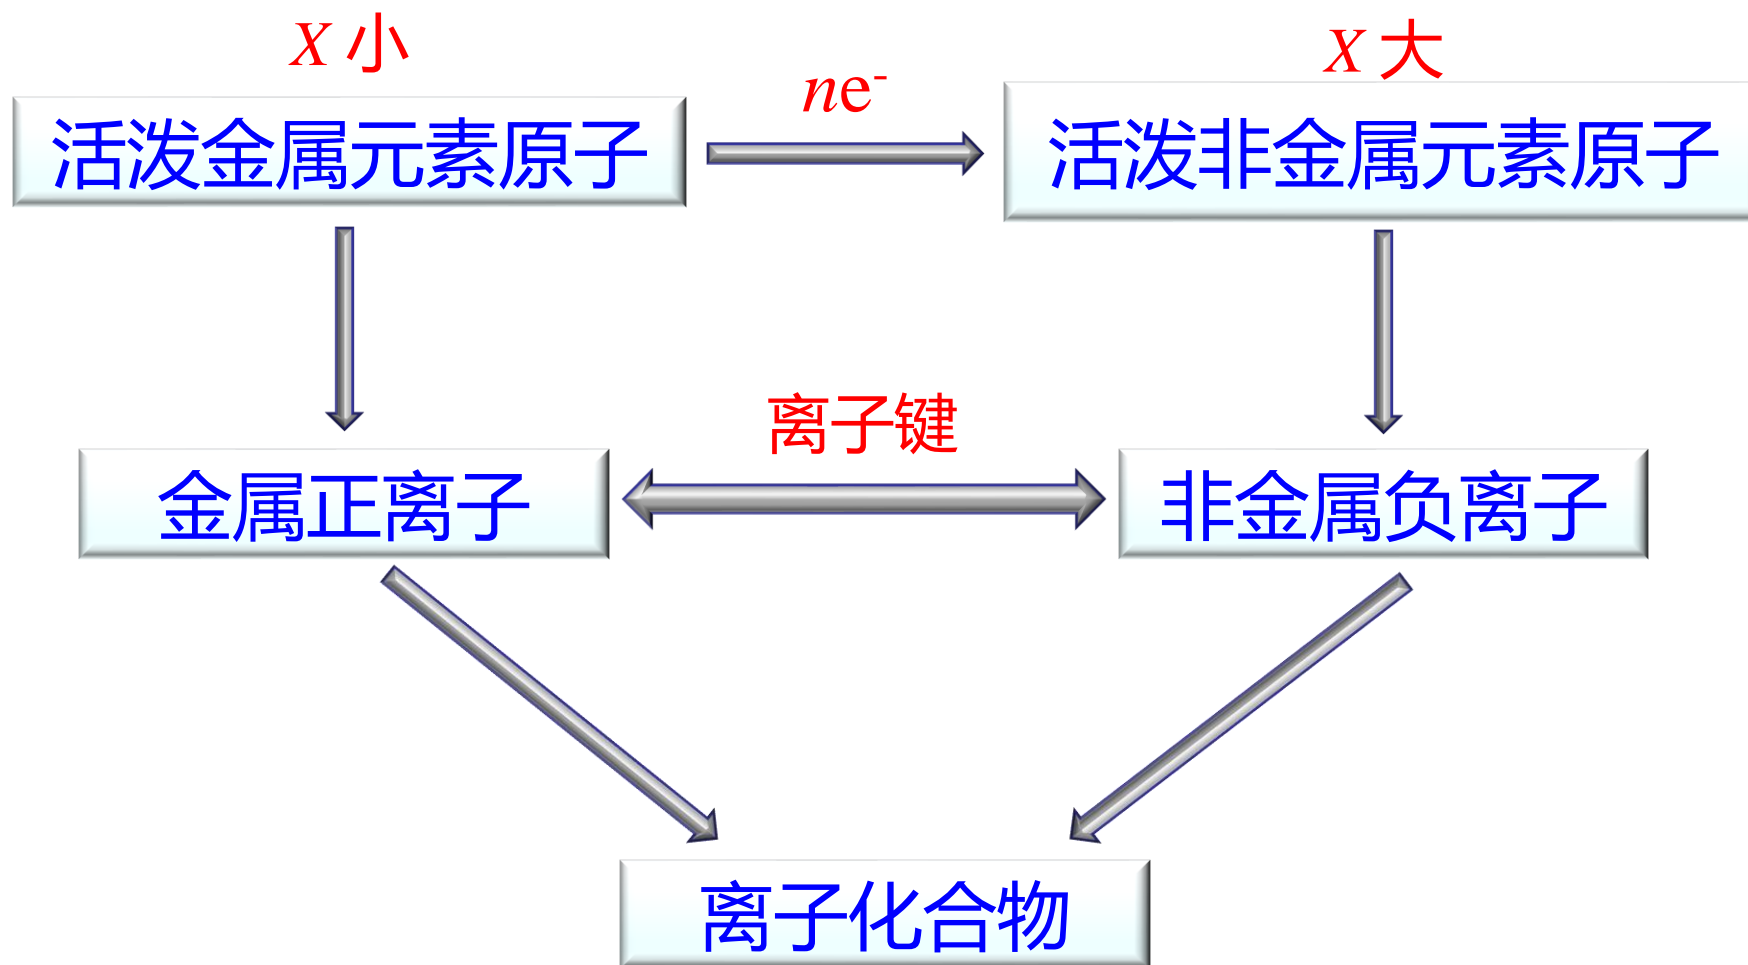 X 小
X 大
ne⁻
活泼金属元素原子
活泼非金属元素原子
离子键
金属正离子
非金属负离子
离子化合物